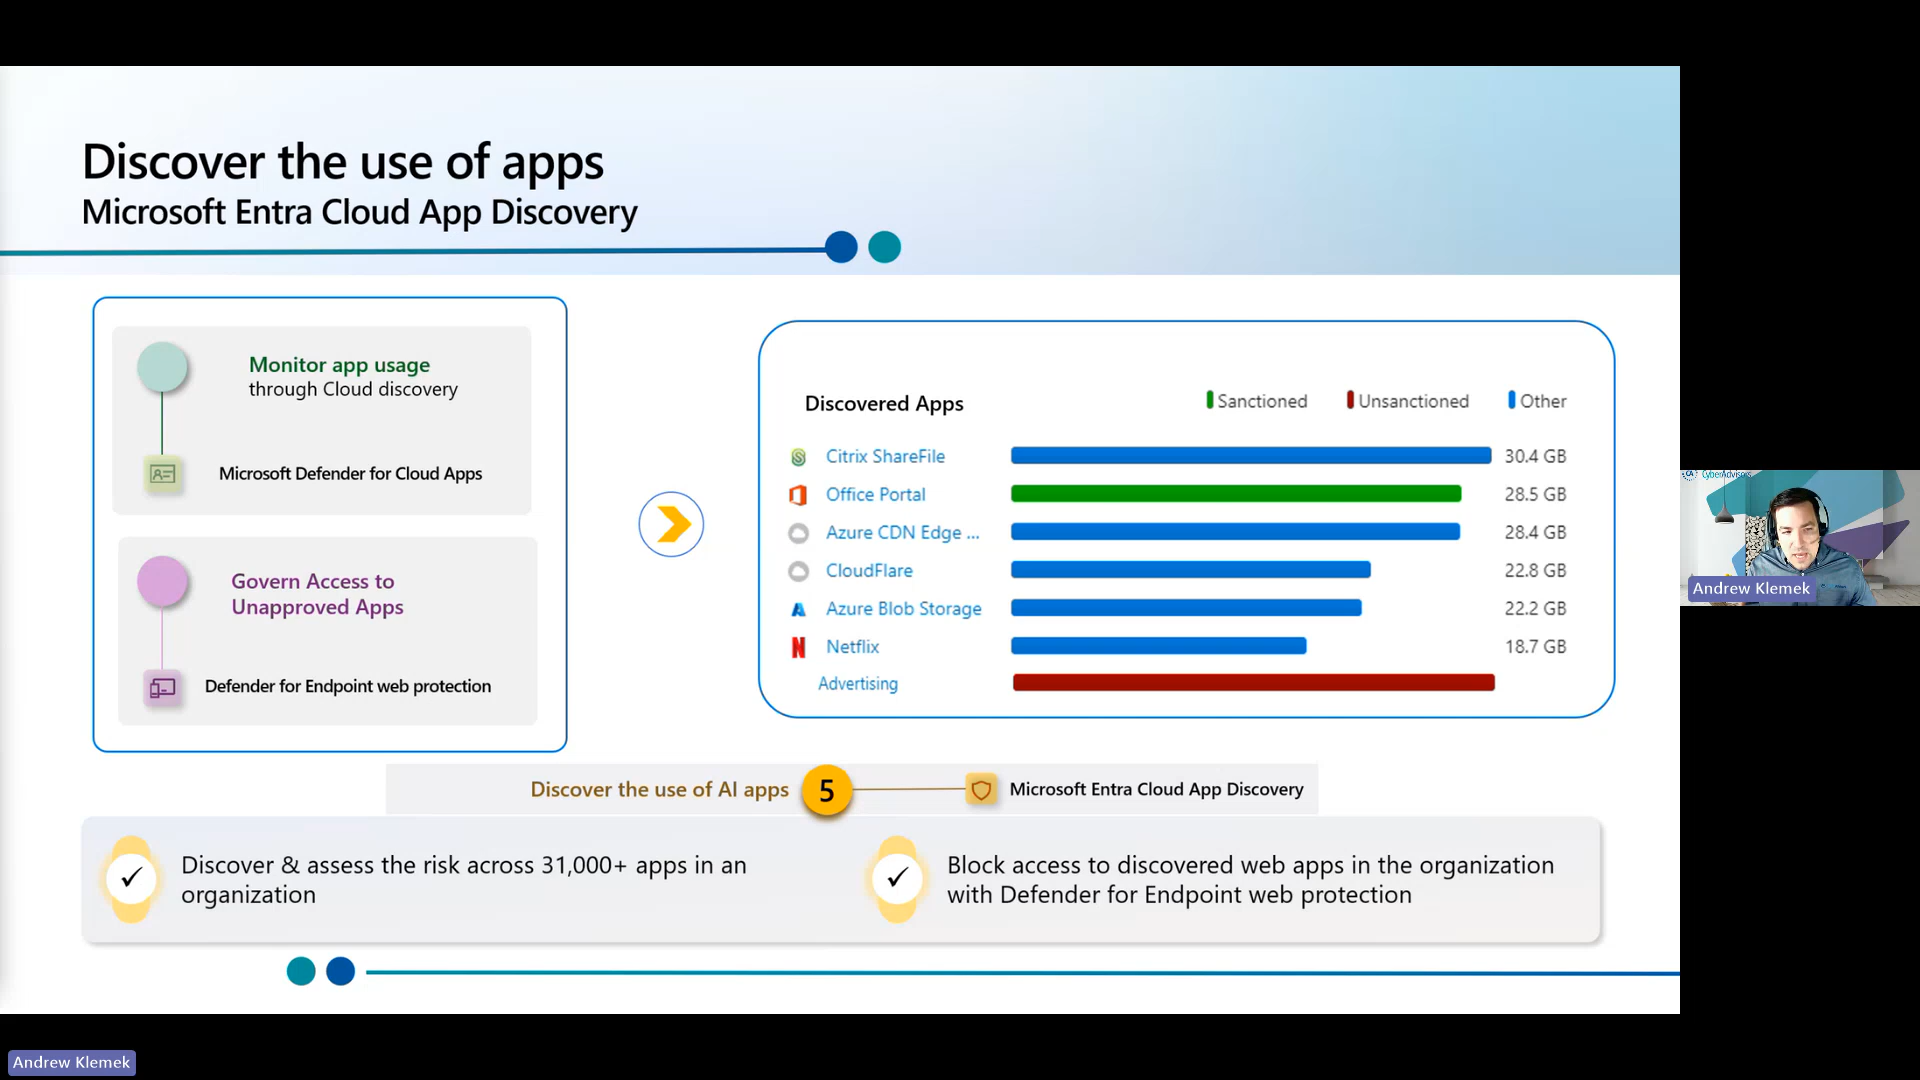 Discover the use of apps
Microsoft Entra Cloud App Discovery
Monitor app usage
through Cloud discovery
Microsoft Defender for Cloud Apps
Govern Access to
Unapproved Apps
Defender for Endpoint web protection
Discovered Apps
Sanctioned
Unsanctioned
Other
Citrix ShareFile 30.4 GB
Office Portal 28.5 GB
Azure CDN Edge ... 28.4 GB
CloudFlare 22.8 GB
Azure Blob Storage 22.2 GB
Netflix 18.7 GB
Advertising
Discover the use of AI apps 5 Microsoft Entra Cloud App Discovery
Discover & assess the risk across 31,000+ apps in an
organization
Block access to discovered web apps in the organization
with Defender for Endpoint web protection
CA CyberAdvisors
Andrew Klemek
Andrew Klemek